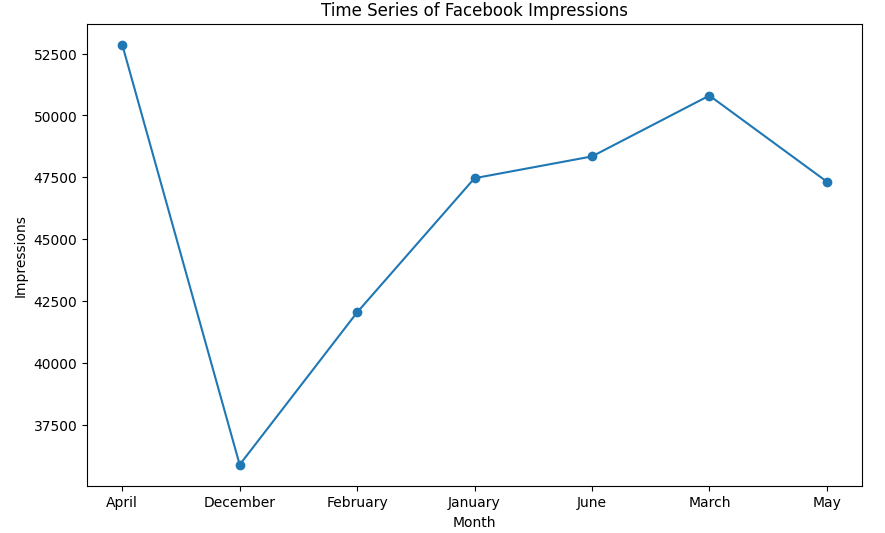 Time Series of Facebook Impressions
52500
50000
47500
45000
42500
40000
37500
Impressions
April December February January June March May
Month